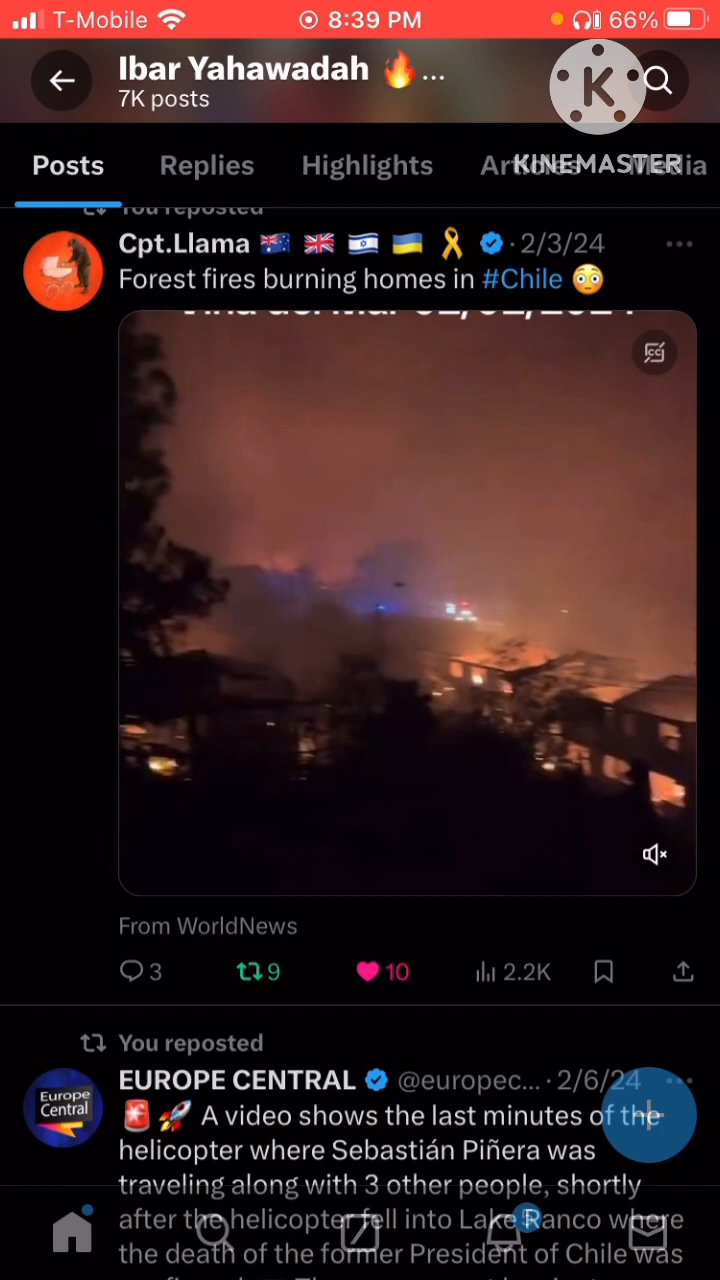 T-Mobile 8:39 PM 66%
Ibar Yahawadah 🔥...
7K posts
KINEMASTER
Posts Replies Highlights Articles Media
You reposted
Cpt.Llama 🇦🇺 🇬🇧 🇮🇱 🇺🇦 🎗️ · 2/3/24
Forest fires burning homes in #Chile 😳
CC
From WorldNews
3 9 10 2.2K
You reposted
Europe
Central
EUROPE CENTRAL @europec... · 2/6/24
🚨 🚀 A video shows the last minutes of the
helicopter where Sebastián Piñera was
traveling along with 3 other people, shortly
after the helicopter fell into Lake Ranco where
the death of the former President of Chile was